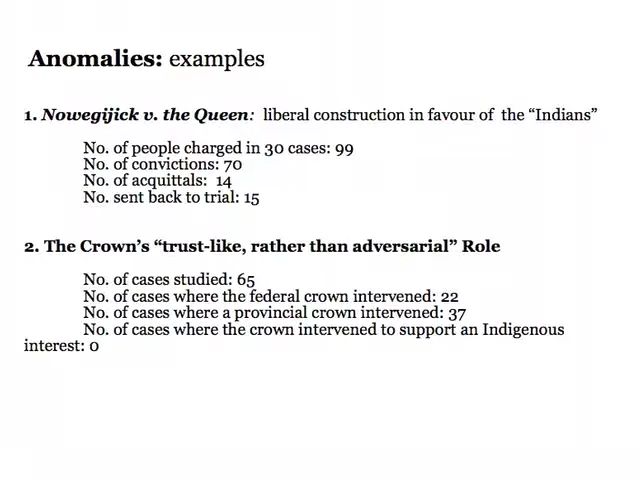 Anomalies: examples
1. Nowegijick v. the Queen: liberal construction in favour of the “Indians”
No. of people charged in 30 cases: 99
No. of convictions: 70
No. of acquittals: 14
No. sent back to trial: 15
2. The Crown’s “trust-like, rather than adversarial” Role
No. of cases studied: 65
No. of cases where the federal crown intervened: 22
No. of cases where a provincial crown intervened: 37
No. of cases where the crown intervened to support an Indigenous
interest: 0